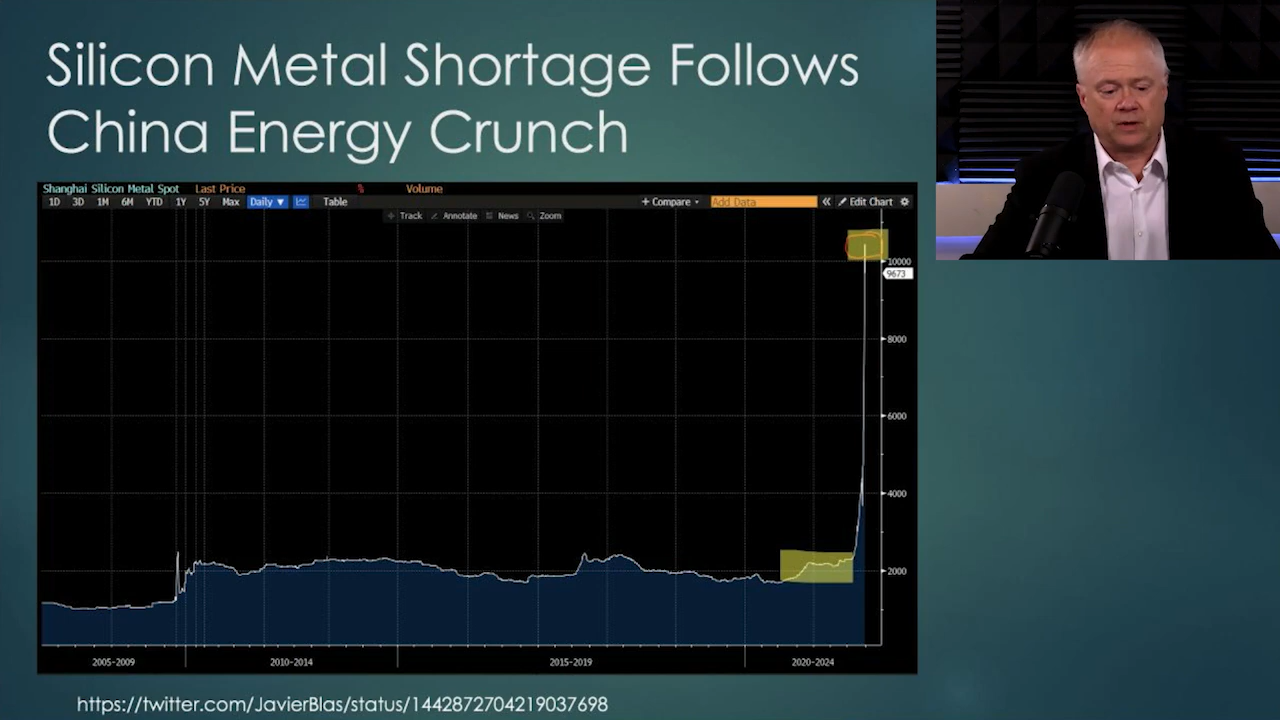 Silicon Metal Shortage Follows
China Energy Crunch
Shanghai Silicon Metal Spot Last Price Volume
1D 3D 1M 6M YTD 1Y 5Y Max Daily ▼ Table + Compare Add Data « Edit Chart
Track Annotate News Zoom
10000
9673
8000
6000
4000
2000
2005-2009 2010-2014 2015-2019 2020-2024
https://twitter.com/JavierBlas/status/1442872704219037698